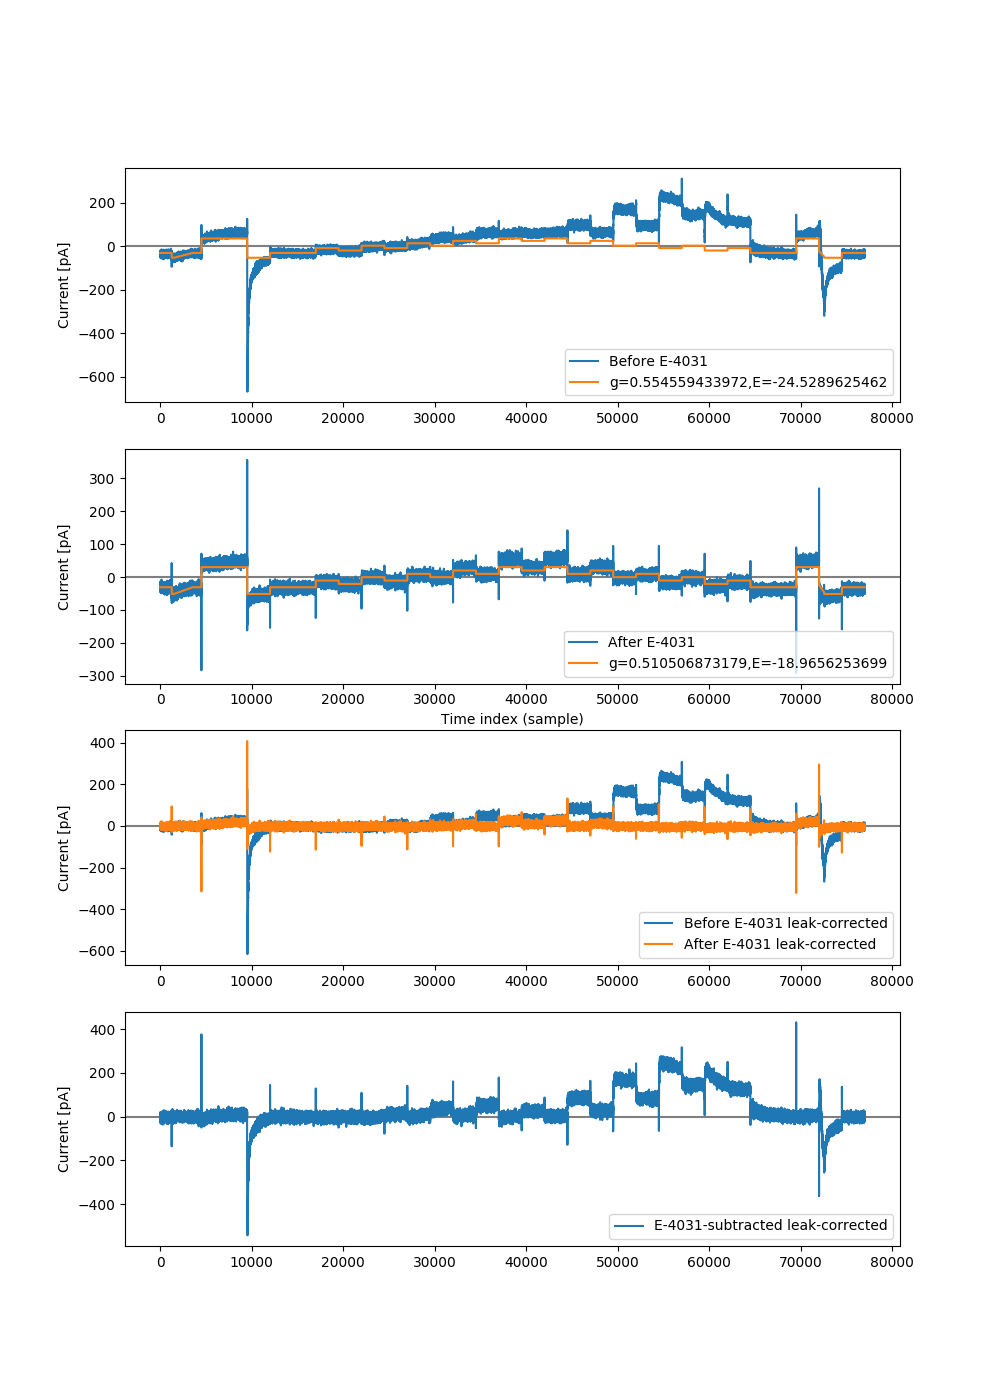 200
0
−200
−400
−600
Current [pA]
Before E-4031
g=0.554559433972,E=-24.5289625462
0 10000 20000 30000 40000 50000 60000 70000 80000
300
200
100
0
−100
−200
−300
Current [pA]
After E-4031
g=0.510506873179,E=-18.9656253699
0 10000 20000 30000 40000 50000 60000 70000 80000
Time index (sample)
400
200
0
−200
−400
−600
Current [pA]
Before E-4031 leak-corrected
After E-4031 leak-corrected
0 10000 20000 30000 40000 50000 60000 70000 80000
400
200
0
−200
−400
Current [pA]
E-4031-subtracted leak-corrected
0 10000 20000 30000 40000 50000 60000 70000 80000